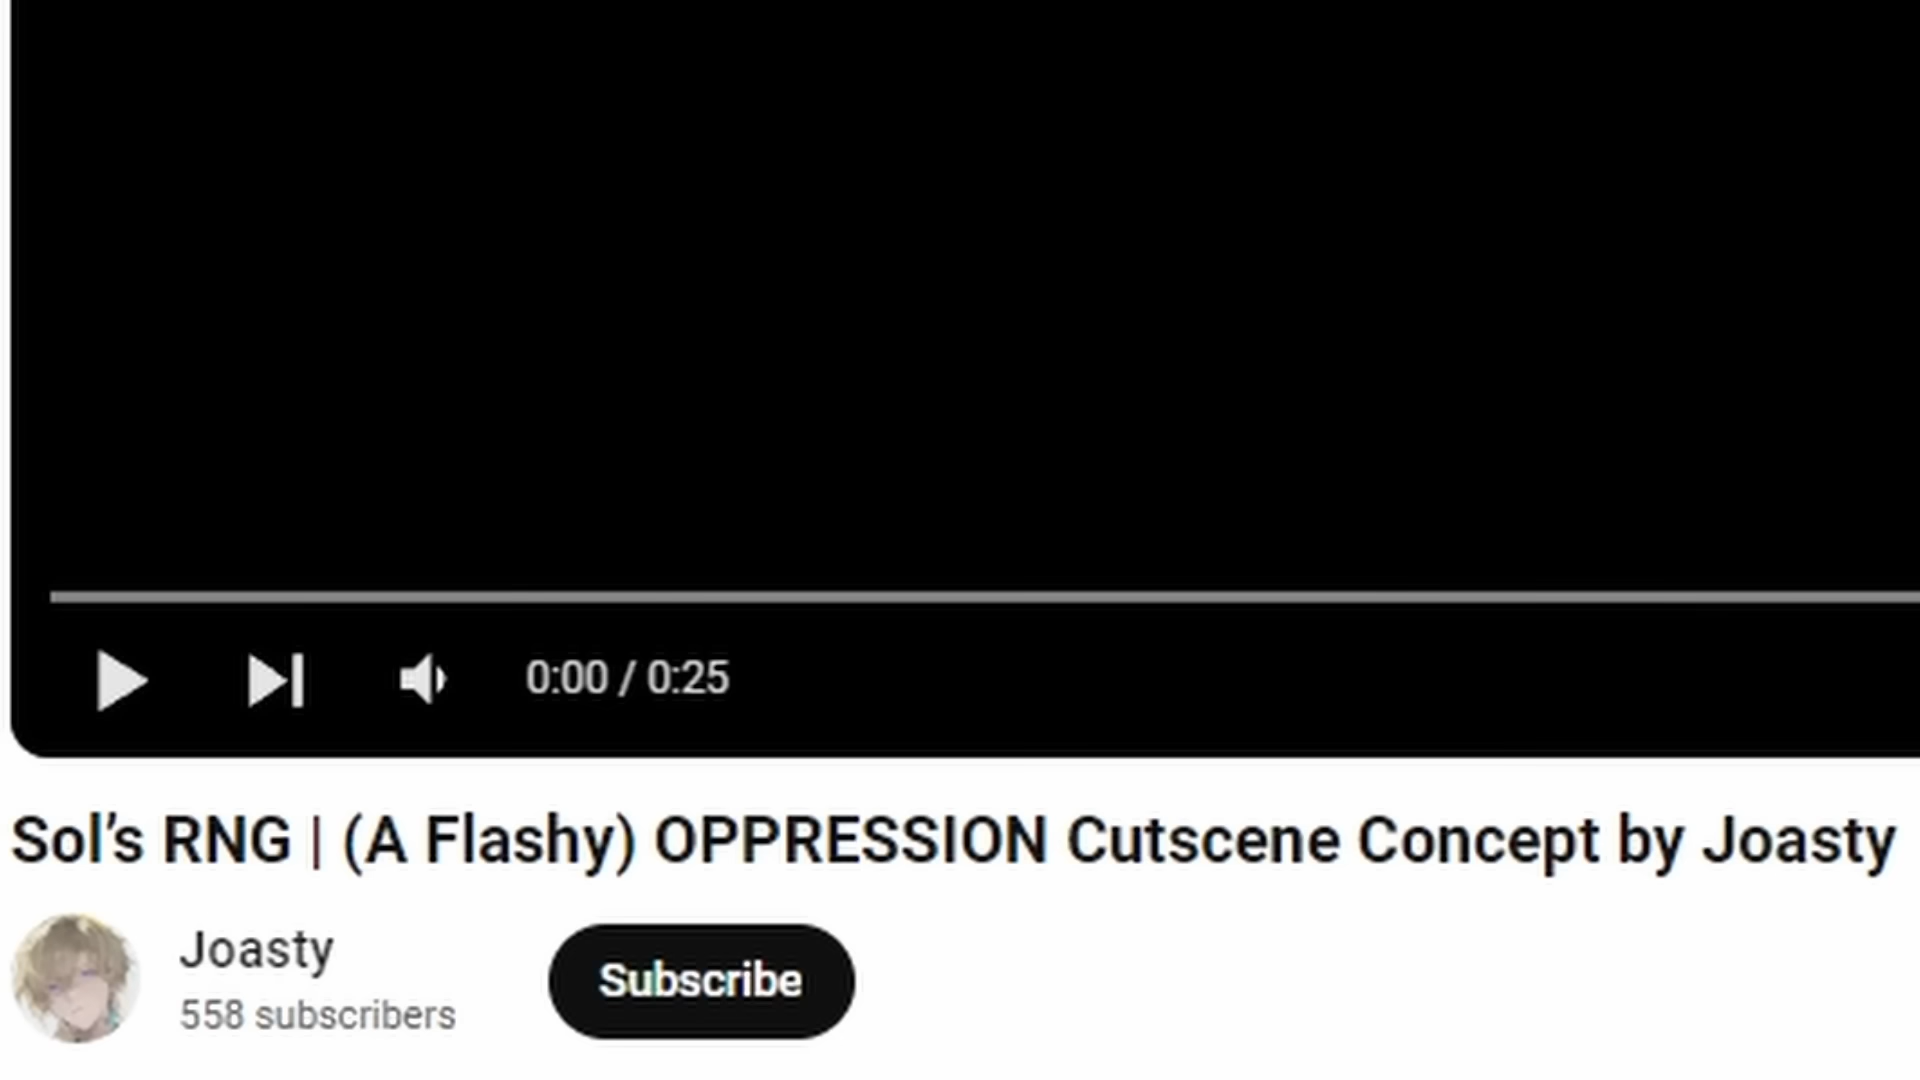 0:00 / 0:25
Sol’s RNG | (A Flashy) OPPRESSION Cutscene Concept by Joasty
Joasty
558 subscribers
Subscribe